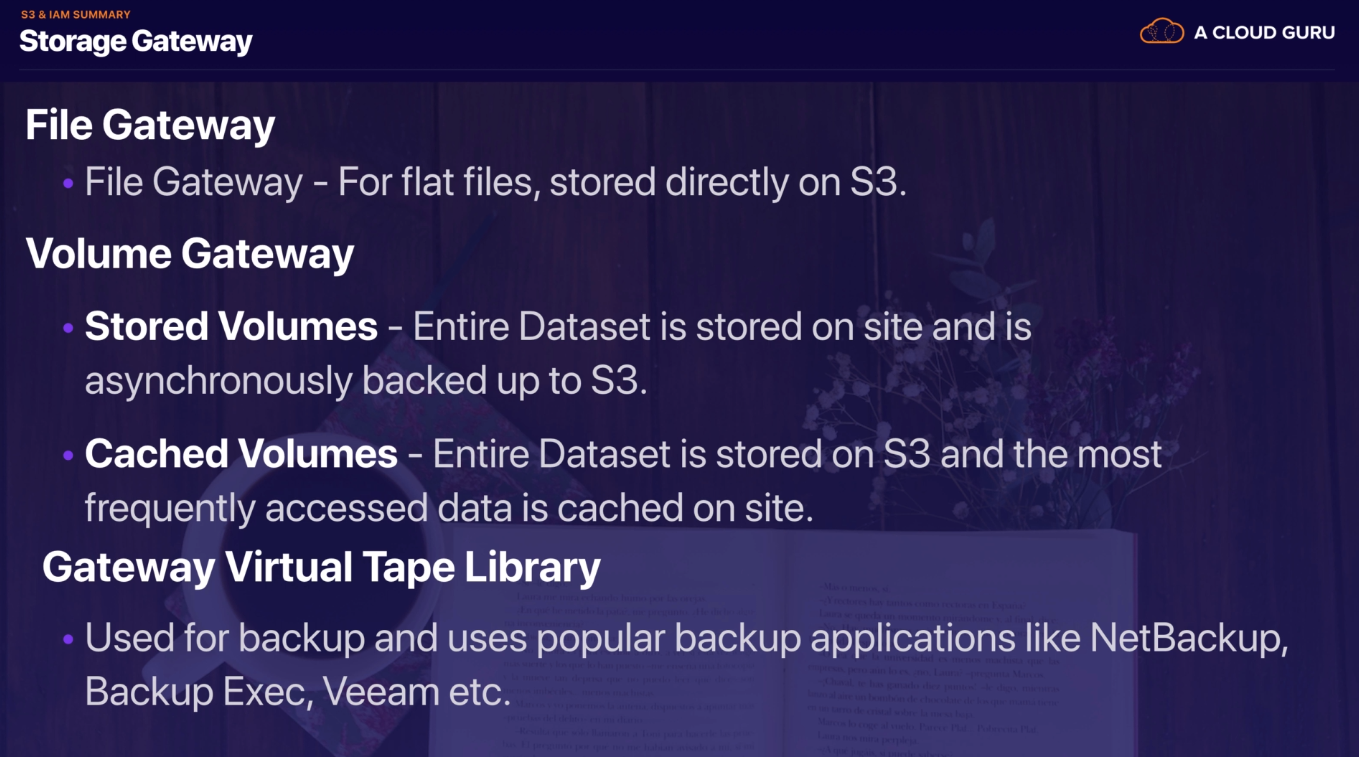 S3 & IAM SUMMARY
Storage Gateway
A CLOUD GURU
File Gateway
• File Gateway - For flat files, stored directly on S3.
Volume Gateway
• Stored Volumes - Entire Dataset is stored on site and is
asynchronously backed up to S3.
• Cached Volumes - Entire Dataset is stored on S3 and the most
frequently accessed data is cached on site.
Gateway Virtual Tape Library
• Used for backup and uses popular backup applications like NetBackup,
Backup Exec, Veeam etc.